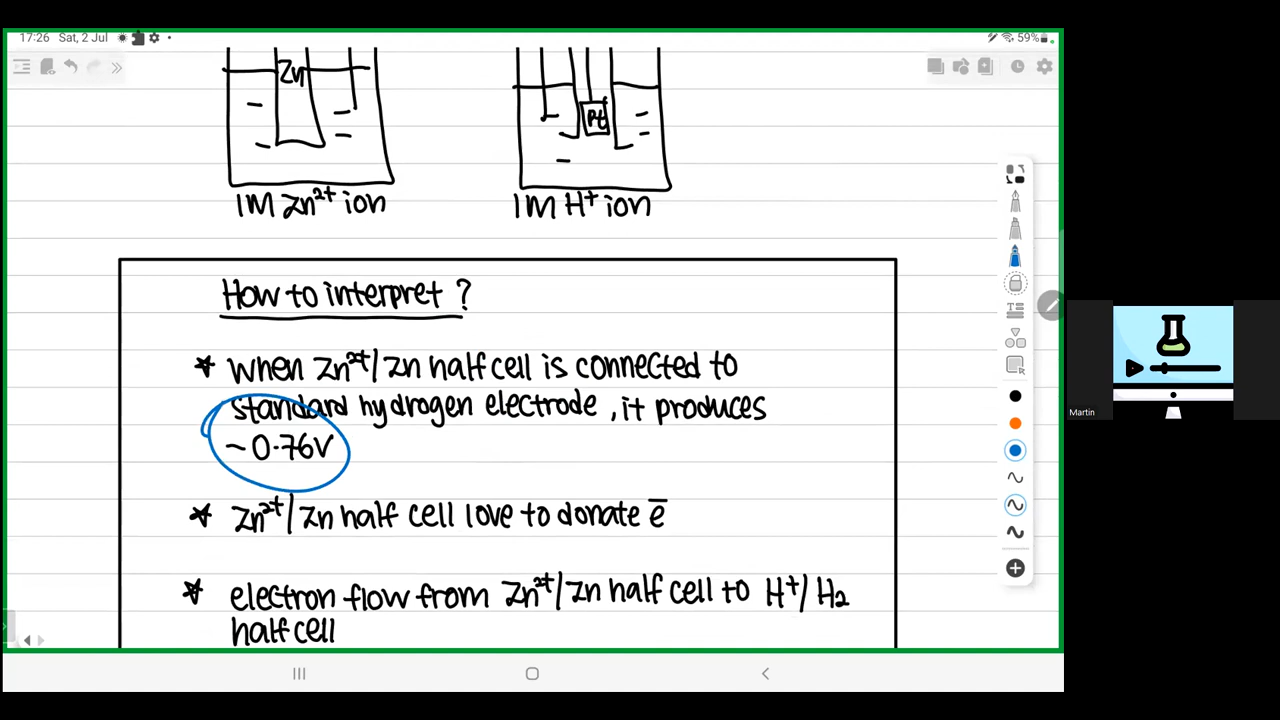 17:26 Sat, 2 Jul
59%
Zn
Pt
1M Zn²⁺ ion
1M H⁺ ion
How to interpret ?
★ when Zn²⁺/Zn half cell is connected to
standard hydrogen electrode, it produces
-0.76V
★ Zn²⁺/Zn half cell love to donate e̅
★ electron flow from Zn²⁺/Zn half cell to H⁺/H₂
half cell
Martin